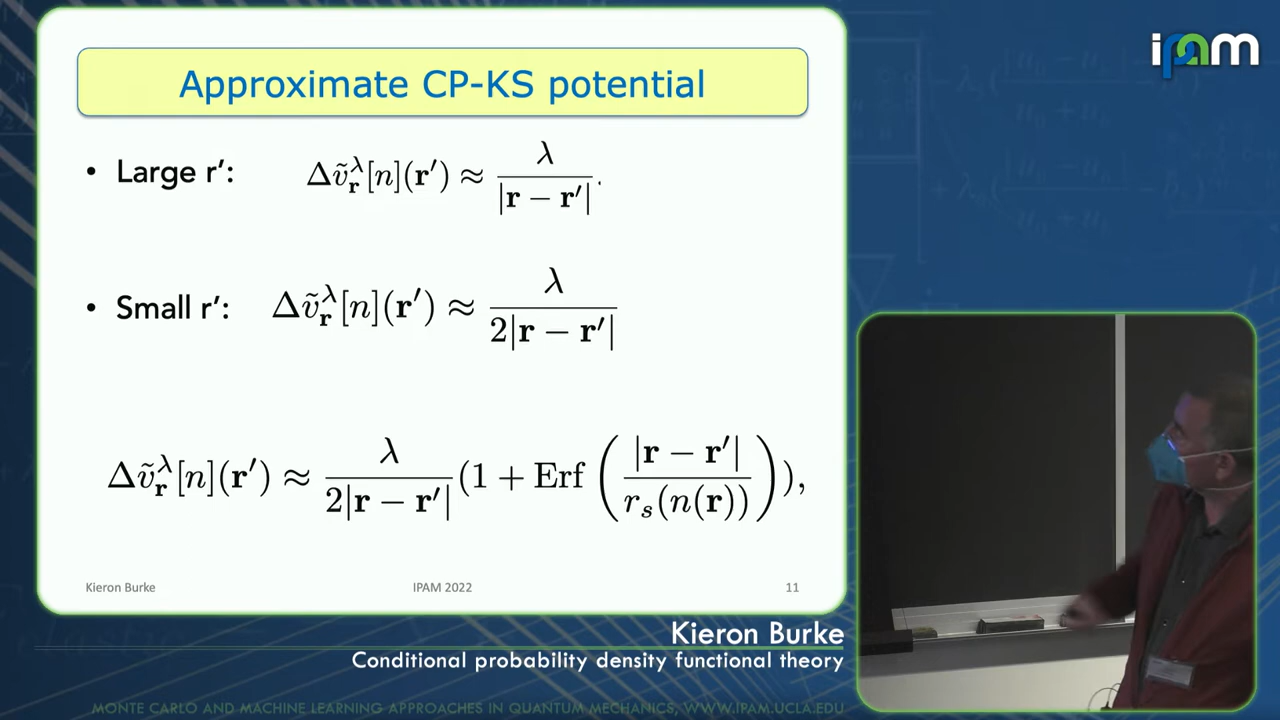 Approximate CP-KS potential
ipam
• Large r′: Δṽ_𝐫^λ[n](𝐫′) ≈ λ / |𝐫 − 𝐫′| .
• Small r′: Δṽ_𝐫^λ[n](𝐫′) ≈ λ / 2|𝐫 − 𝐫′|
Δṽ_𝐫^λ[n](𝐫′) ≈ λ / 2|𝐫 − 𝐫′| (1 + Erf ( |𝐫 − 𝐫′| / r_s(n(𝐫)) )),
Kieron Burke IPAM 2022 11
Kieron Burke
Conditional probability density functional theory
MONTE CARLO AND MACHINE LEARNING APPROACHES IN QUANTUM MECHANICS, WWW.IPAM.UCLA.EDU